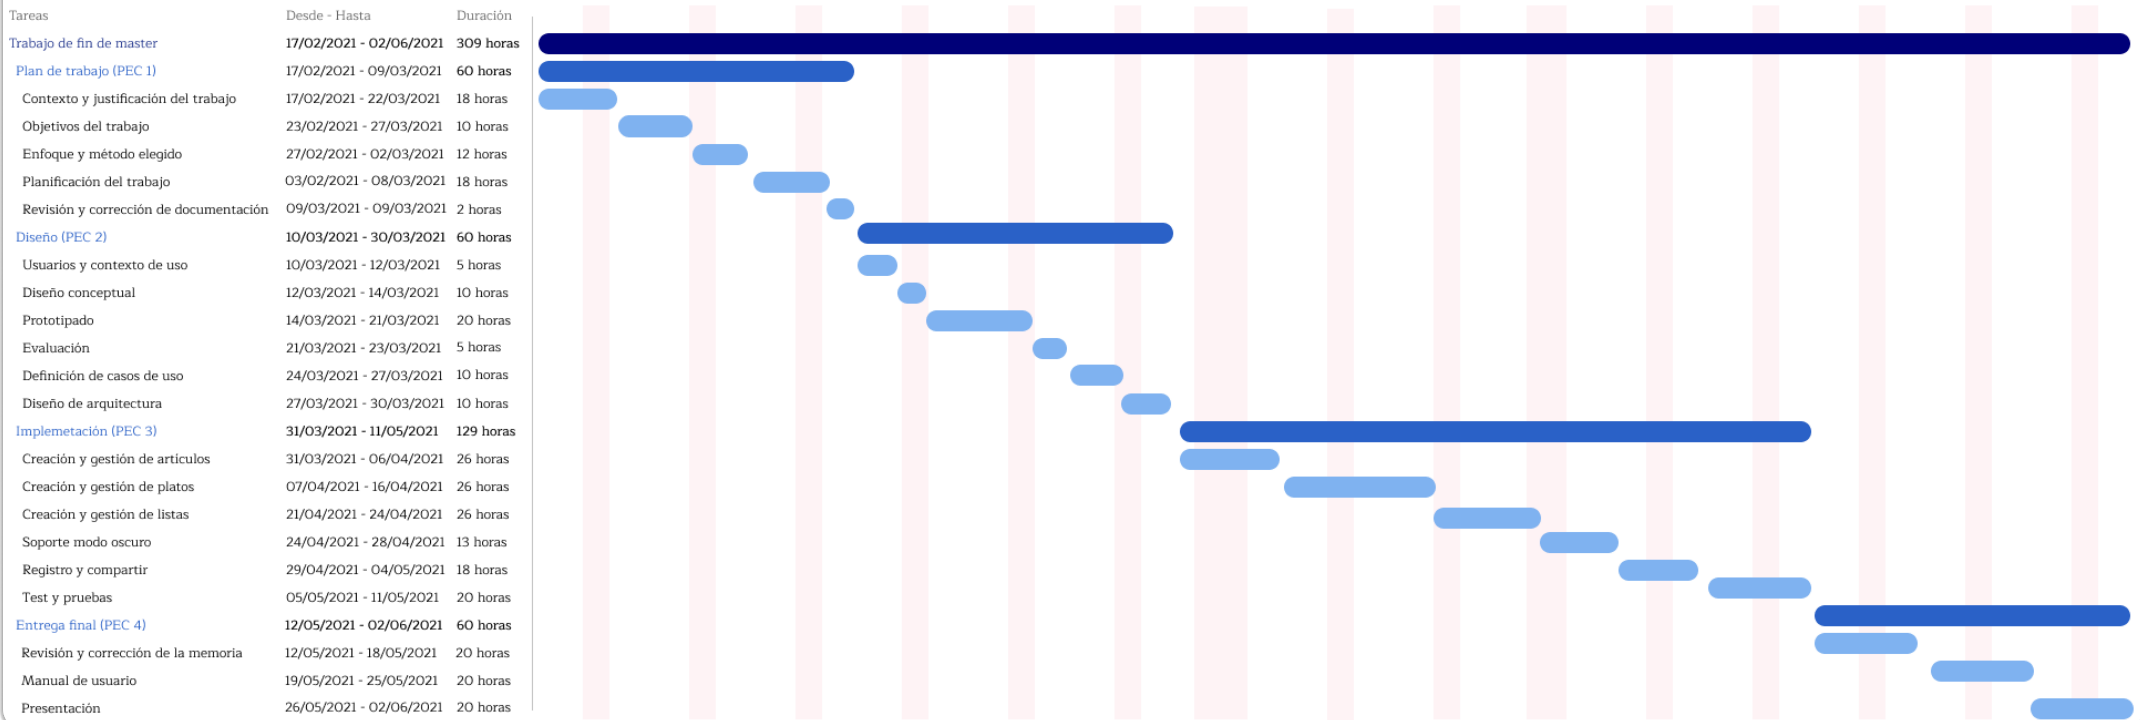 Tareas Desde - Hasta Duración
Trabajo de fin de master 17/02/2021 - 02/06/2021 309 horas
Plan de trabajo (PEC 1) 17/02/2021 - 09/03/2021 60 horas
Contexto y justificación del trabajo 17/02/2021 - 22/03/2021 18 horas
Objetivos del trabajo 23/02/2021 - 27/03/2021 10 horas
Enfoque y método elegido 27/02/2021 - 02/03/2021 12 horas
Planificación del trabajo 03/02/2021 - 08/03/2021 18 horas
Revisión y corrección de documentación 09/03/2021 - 09/03/2021 2 horas
Diseño (PEC 2) 10/03/2021 - 30/03/2021 60 horas
Usuarios y contexto de uso 10/03/2021 - 12/03/2021 5 horas
Diseño conceptual 12/03/2021 - 14/03/2021 10 horas
Prototipado 14/03/2021 - 21/03/2021 20 horas
Evaluación 21/03/2021 - 23/03/2021 5 horas
Definición de casos de uso 24/03/2021 - 27/03/2021 10 horas
Diseño de arquitectura 27/03/2021 - 30/03/2021 10 horas
Implemetación (PEC 3) 31/03/2021 - 11/05/2021 129 horas
Creación y gestión de artículos 31/03/2021 - 06/04/2021 26 horas
Creación y gestión de platos 07/04/2021 - 16/04/2021 26 horas
Creación y gestión de listas 21/04/2021 - 24/04/2021 26 horas
Soporte modo oscuro 24/04/2021 - 28/04/2021 13 horas
Registro y compartir 29/04/2021 - 04/05/2021 18 horas
Test y pruebas 05/05/2021 - 11/05/2021 20 horas
Entrega final (PEC 4) 12/05/2021 - 02/06/2021 60 horas
Revisión y corrección de la memoria 12/05/2021 - 18/05/2021 20 horas
Manual de usuario 19/05/2021 - 25/05/2021 20 horas
Presentación 26/05/2021 - 02/06/2021 20 horas